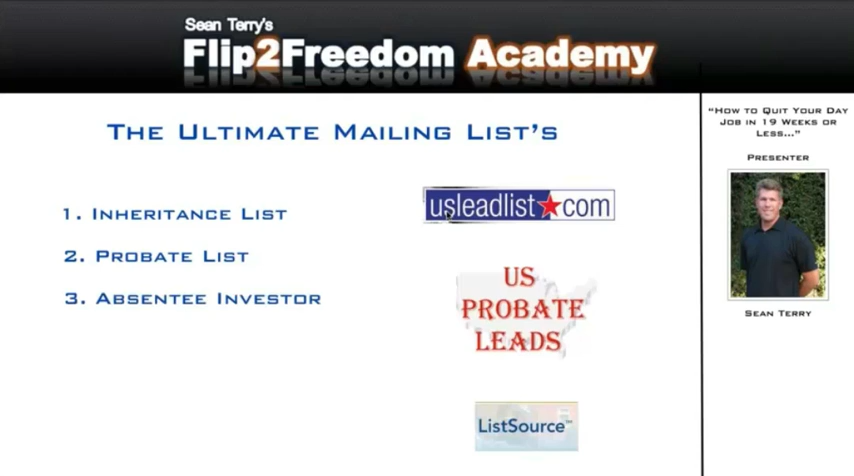 Sean Terry's
Flip2Freedom Academy
The Ultimate Mailing List's
1. Inheritance List
2. Probate List
3. Absentee Investor
usleadlist★com
US
PROBATE
LEADS
ListSource™
"How to Quit Your Day
Job in 19 Weeks or
Less..."
Presenter
Sean Terry